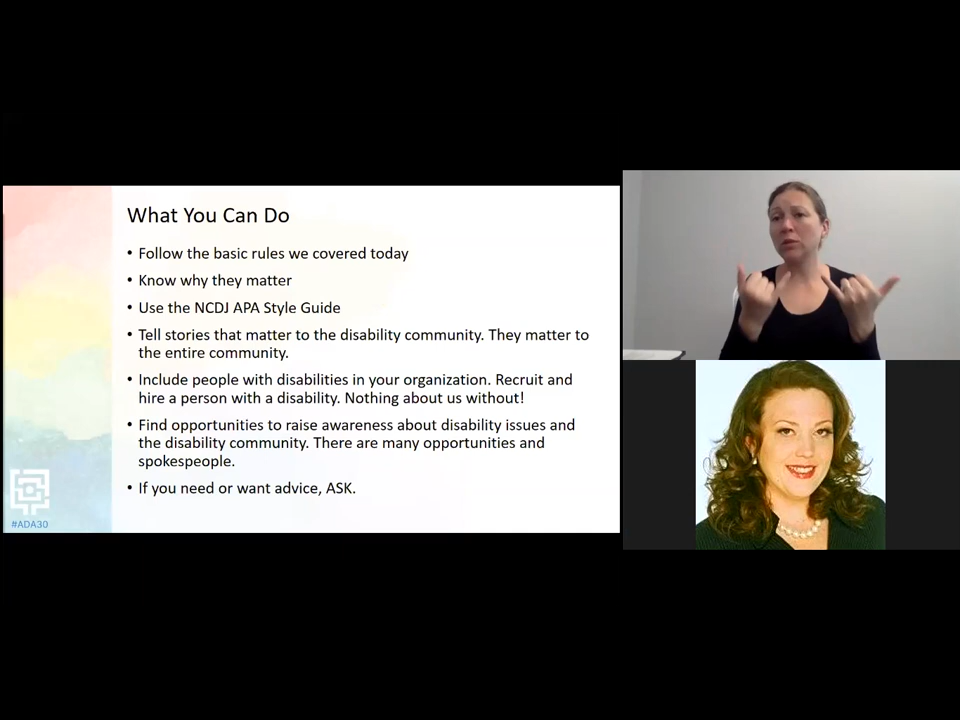 What You Can Do
• Follow the basic rules we covered today
• Know why they matter
• Use the NCDJ APA Style Guide
• Tell stories that matter to the disability community. They matter to
the entire community.
• Include people with disabilities in your organization. Recruit and
hire a person with a disability. Nothing about us without!
• Find opportunities to raise awareness about disability issues and
the disability community. There are many opportunities and
spokespeople.
• If you need or want advice, ASK.
#ADA30